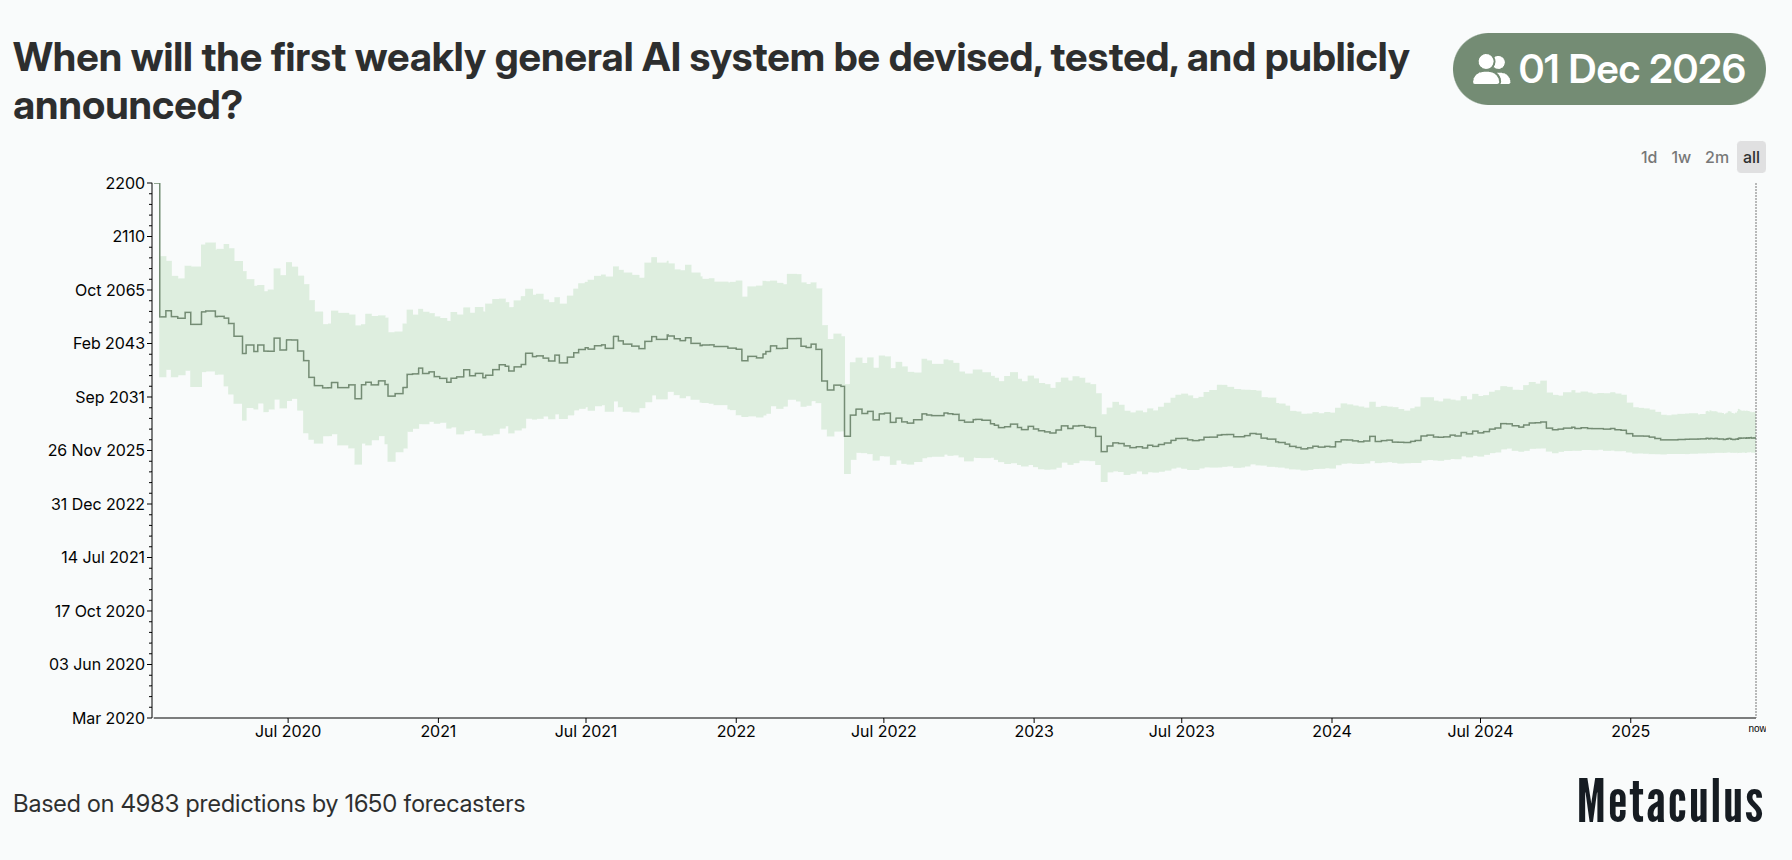 When will the first weakly general AI system be devised, tested, and publicly
announced?
01 Dec 2026
1d 1w 2m all
2200
2110
Oct 2065
Feb 2043
Sep 2031
26 Nov 2025
31 Dec 2022
14 Jul 2021
17 Oct 2020
03 Jun 2020
Mar 2020
Jul 2020 2021 Jul 2021 2022 Jul 2022 2023 Jul 2023 2024 Jul 2024 2025 now
Based on 4983 predictions by 1650 forecasters
Metaculus